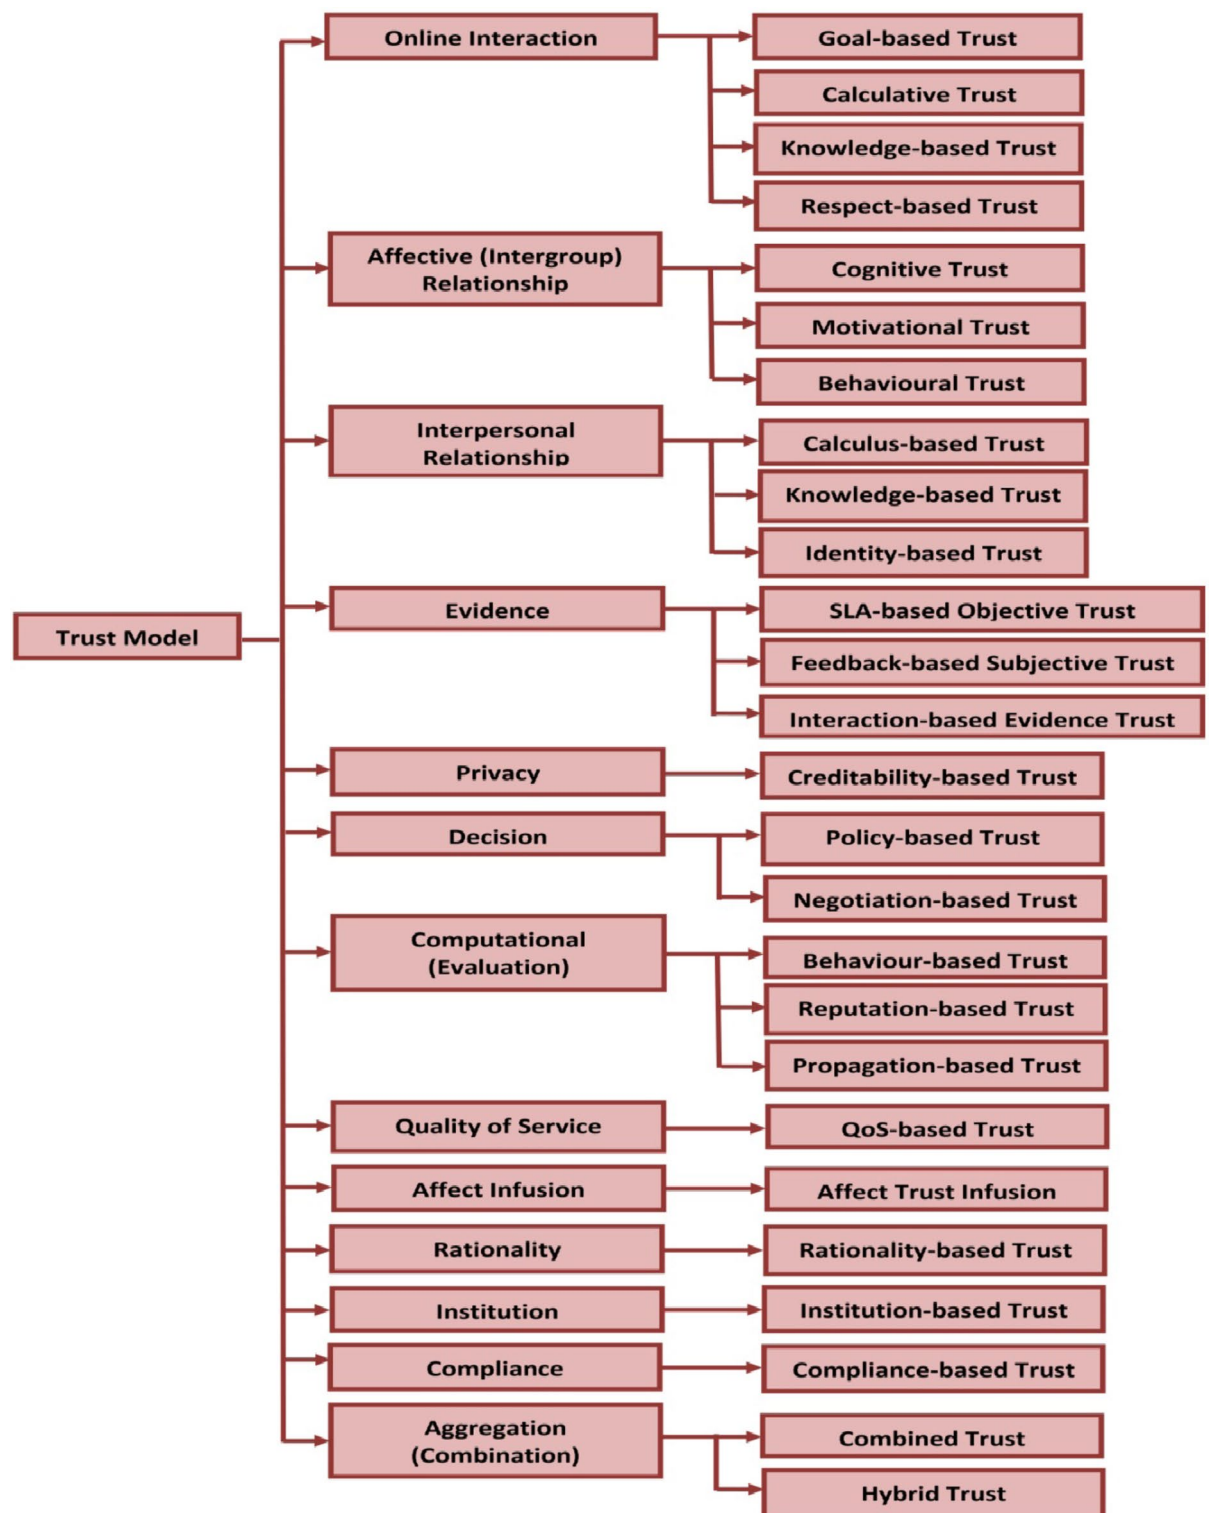 Online Interaction
Goal-based Trust
Calculative Trust
Knowledge-based Trust
Respect-based Trust
Affective (Intergroup)
Relationship
Cognitive Trust
Motivational Trust
Behavioural Trust
Interpersonal
Relationship
Calculus-based Trust
Knowledge-based Trust
Identity-based Trust
Trust Model
Evidence
SLA-based Objective Trust
Feedback-based Subjective Trust
Interaction-based Evidence Trust
Privacy
Creditability-based Trust
Decision
Policy-based Trust
Negotiation-based Trust
Computational
(Evaluation)
Behaviour-based Trust
Reputation-based Trust
Propagation-based Trust
Quality of Service
QoS-based Trust
Affect Infusion
Affect Trust Infusion
Rationality
Rationality-based Trust
Institution
Institution-based Trust
Compliance
Compliance-based Trust
Aggregation
(Combination)
Combined Trust
Hybrid Trust